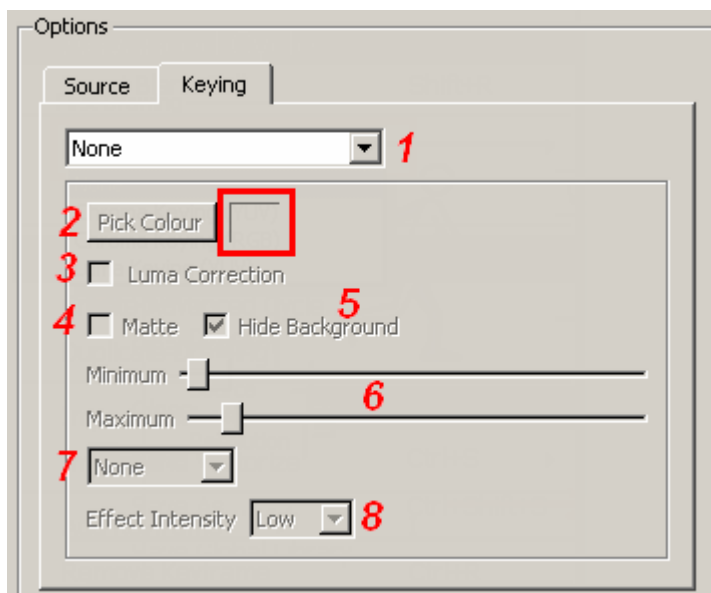 Options
Source Keying
None 1
2 Pick Colour
3 Luma Correction
5
4 Matte Hide Background
Minimum
6
Maximum
7 None
Effect Intensity Low 8